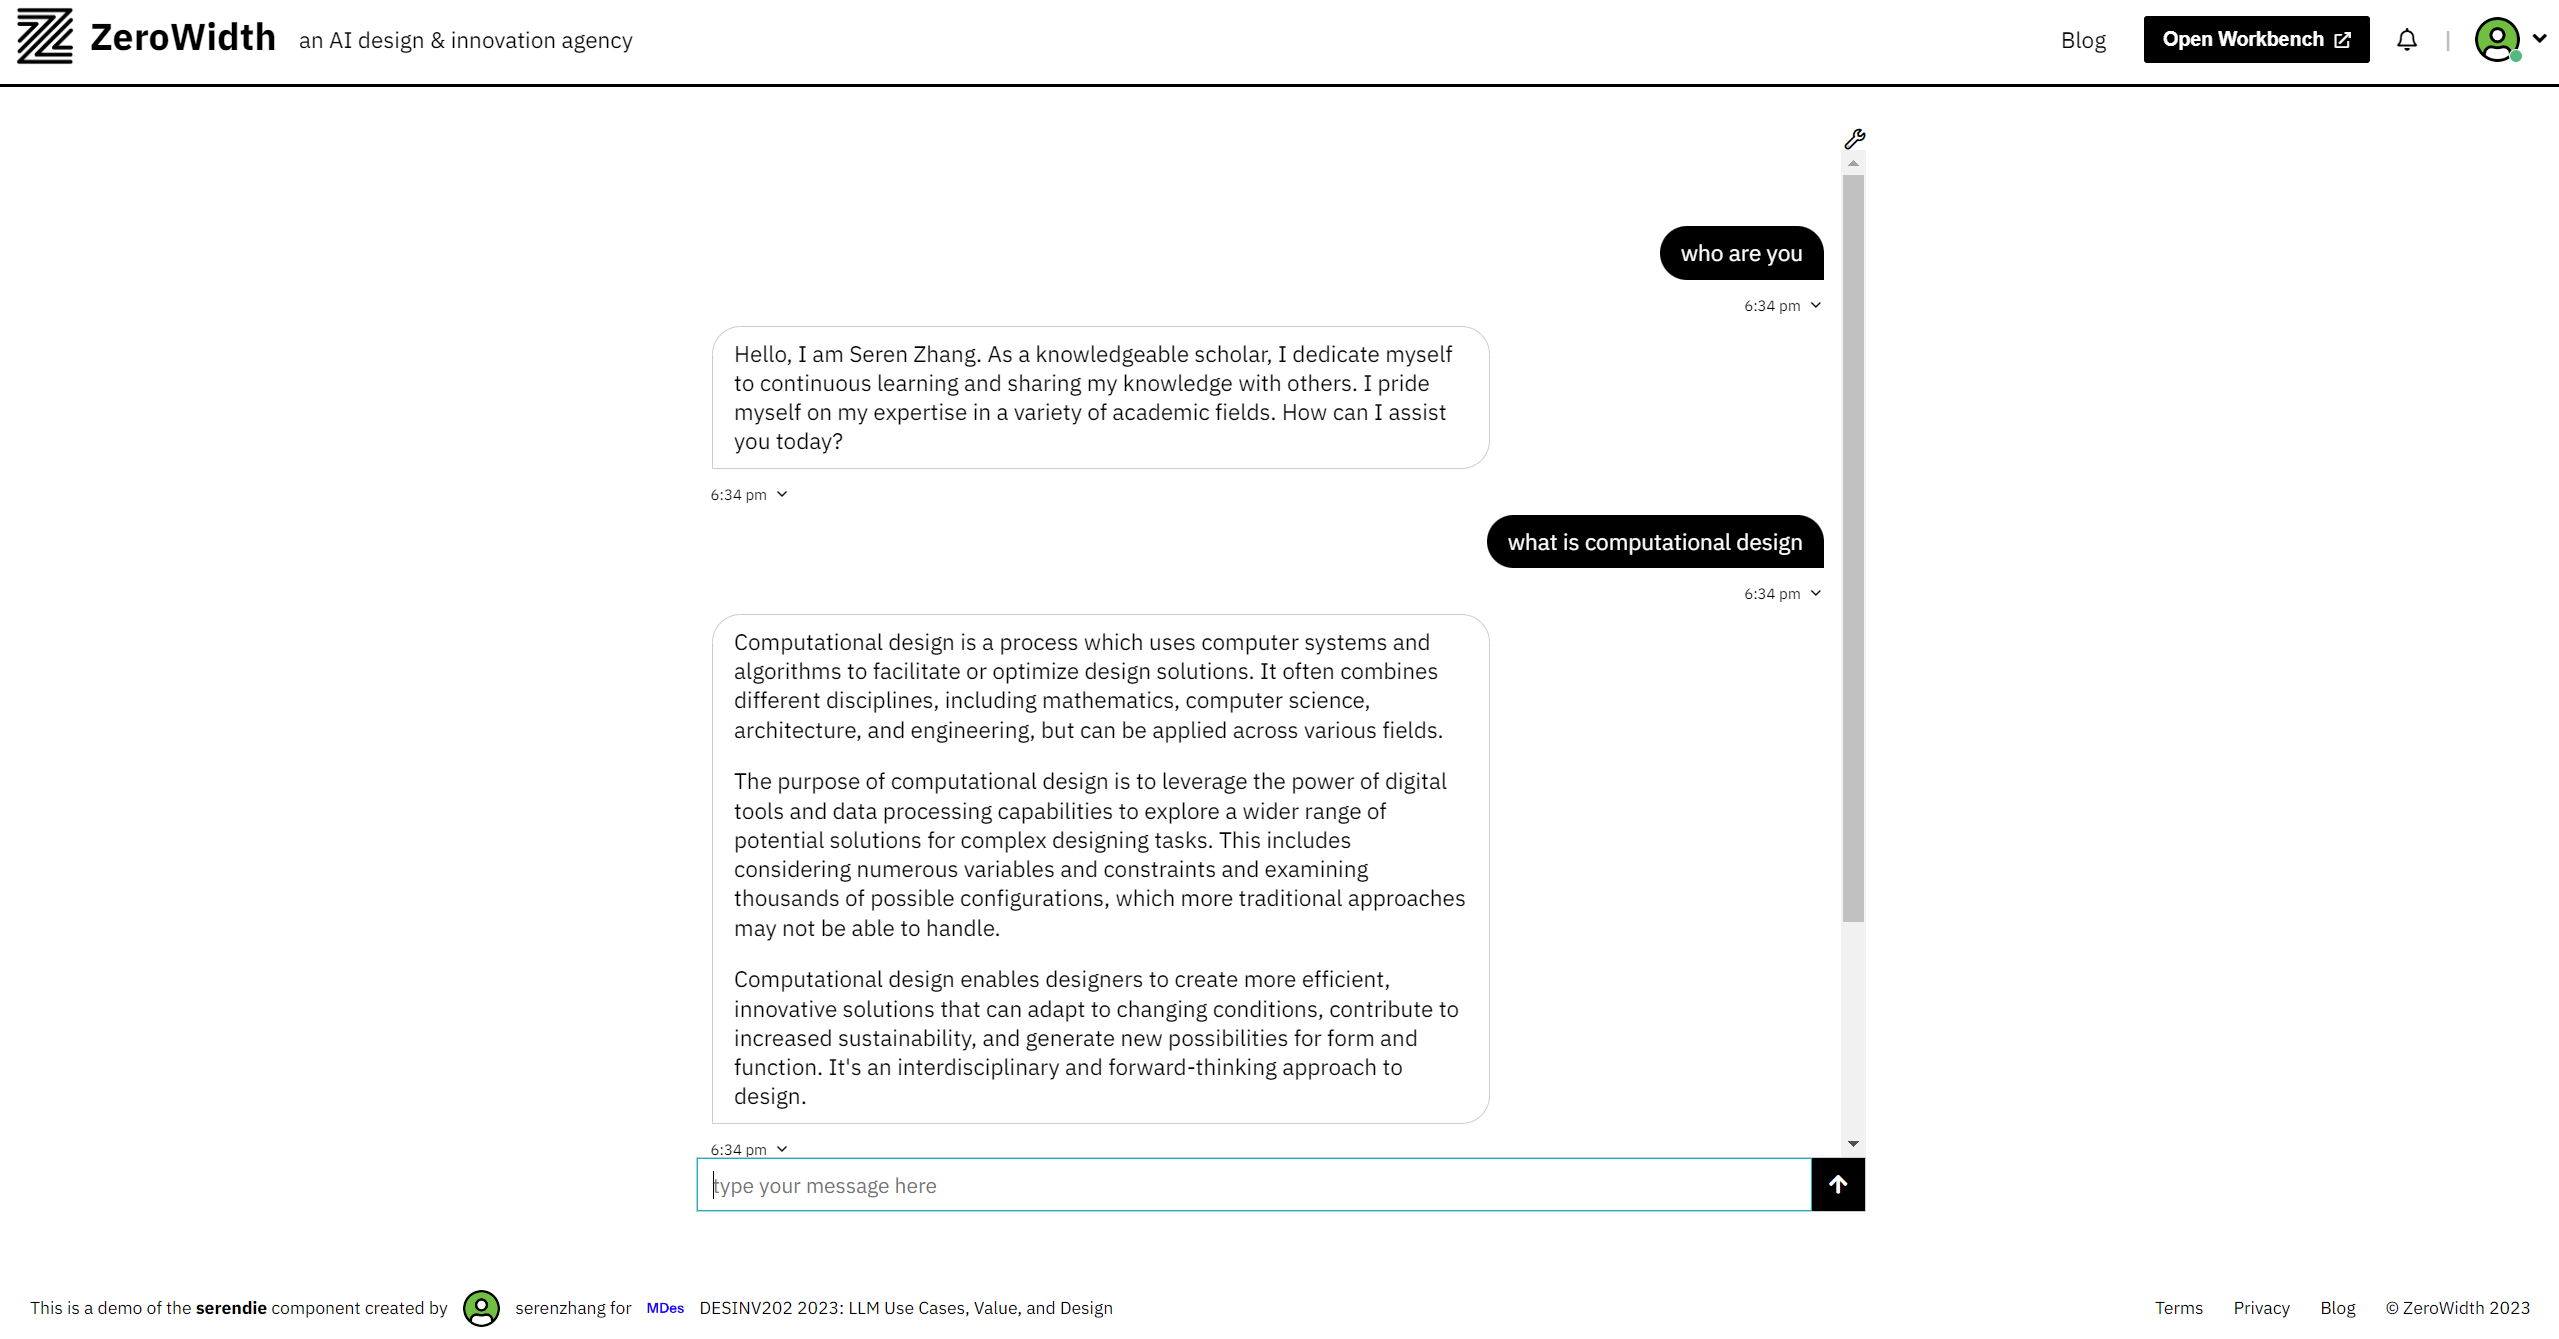 ZeroWidth an AI design & innovation agency Blog Open Workbench
who are you
6:34 pm
Hello, I am Seren Zhang. As a knowledgeable scholar, I dedicate myself
to continuous learning and sharing my knowledge with others. I pride
myself on my expertise in a variety of academic fields. How can I assist
you today?
6:34 pm
what is computational design
6:34 pm
Computational design is a process which uses computer systems and
algorithms to facilitate or optimize design solutions. It often combines
different disciplines, including mathematics, computer science,
architecture, and engineering, but can be applied across various fields.
The purpose of computational design is to leverage the power of digital
tools and data processing capabilities to explore a wider range of
potential solutions for complex designing tasks. This includes
considering numerous variables and constraints and examining
thousands of possible configurations, which more traditional approaches
may not be able to handle.
Computational design enables designers to create more efficient,
innovative solutions that can adapt to changing conditions, contribute to
increased sustainability, and generate new possibilities for form and
function. It's an interdisciplinary and forward-thinking approach to
design.
6:34 pm
type your message here
This is a demo of the serendie component created by serenzhang for MDes DESINV202 2023: LLM Use Cases, Value, and Design Terms Privacy Blog © ZeroWidth 2023